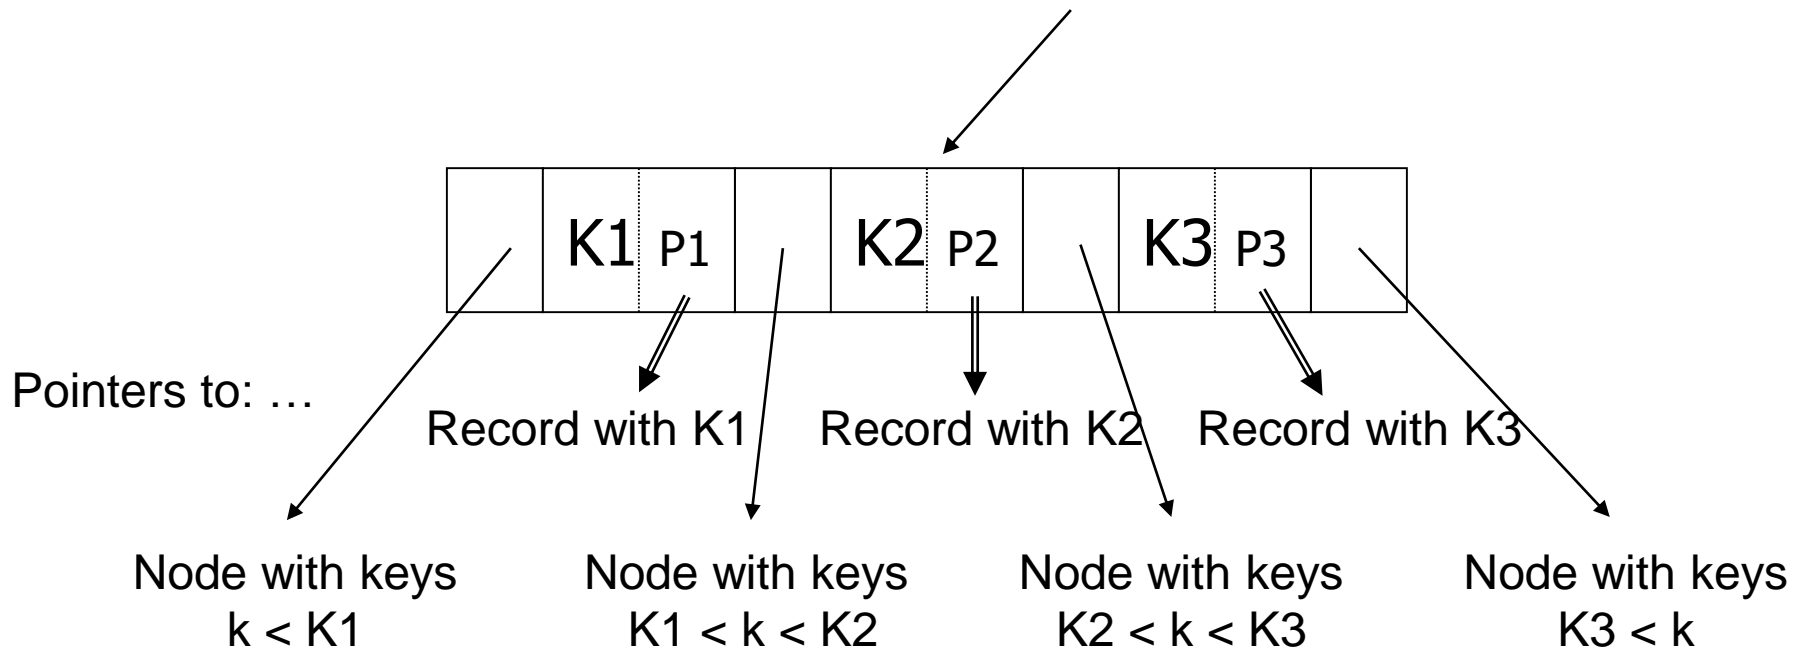 K1 P1 K2 P2 K3 P3
Pointers to: …
Record with K1 Record with K2 Record with K3
Node with keys Node with keys Node with keys Node with keys
k < K1 K1 < k < K2 K2 < k < K3 K3 < k